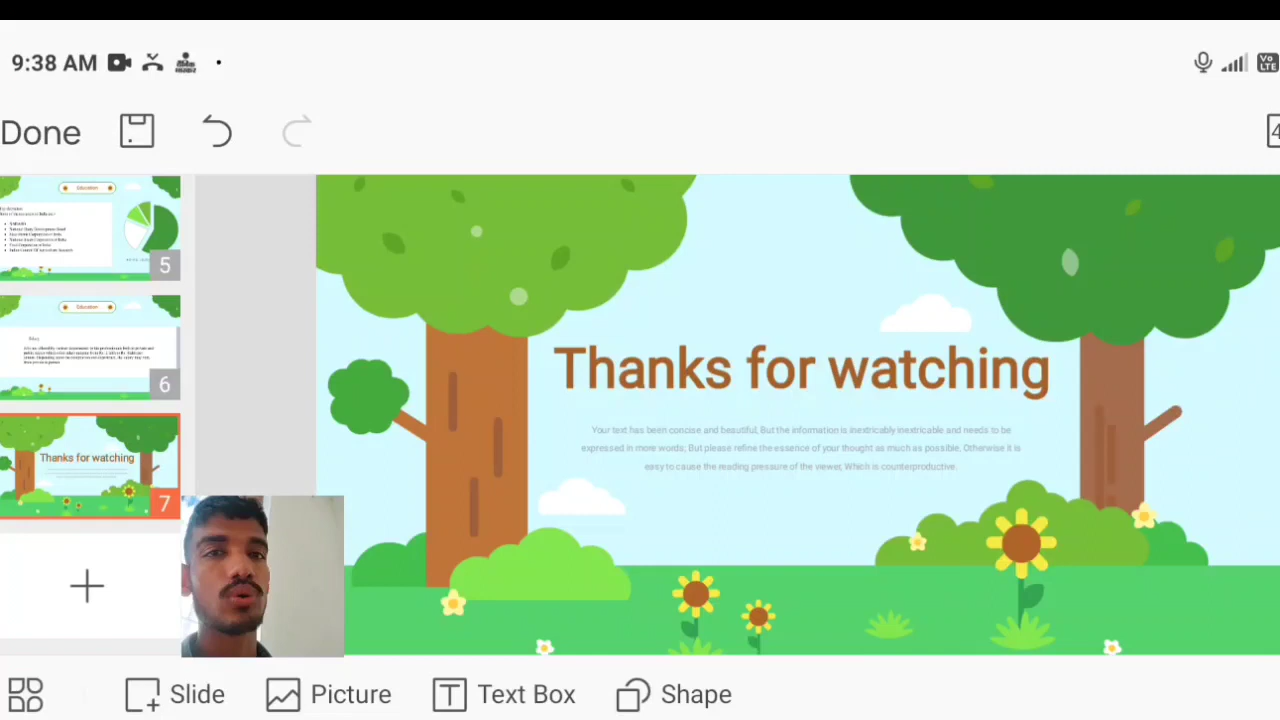 9:38 AM
Vo
LTE
Done
4
Education
5
Education
6
Thanks for watching
7
Thanks for watching
Your text has been concise and beautiful, But the information is inextricably inextricable and needs to be
expressed in more words; But please refine the essence of your thought as much as possible, Otherwise it is
easy to cause the reading pressure of the viewer, Which is counterproductive.
Slide
Picture
Text Box
Shape